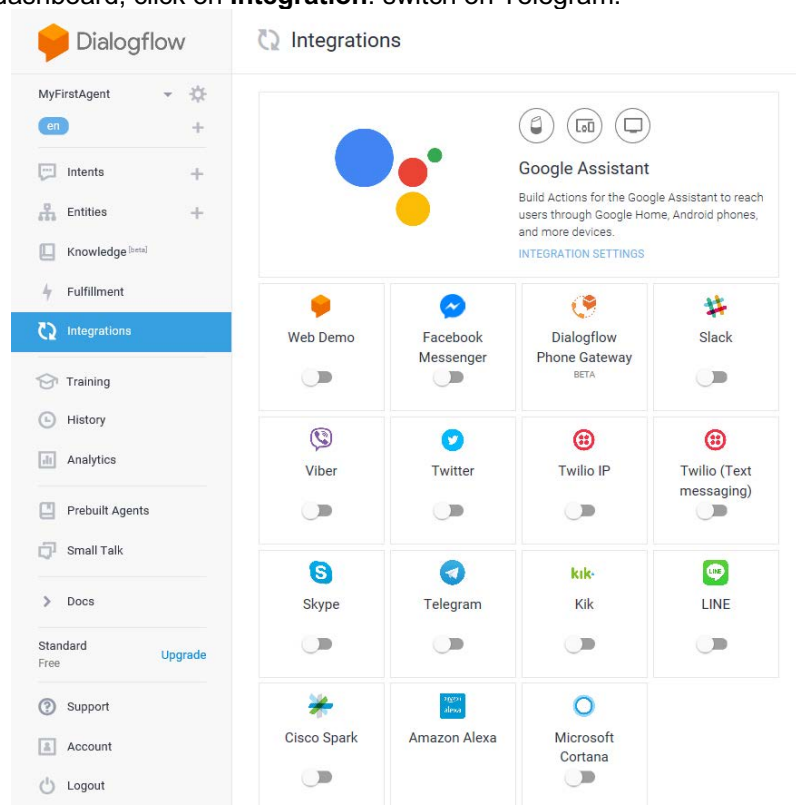 dashboard, click on Integration. switch on Telegram.
Dialogflow
Integrations
MyFirstAgent
en
Intents
Entities
Knowledge [beta]
Fulfillment
Integrations
Training
History
Analytics
Prebuilt Agents
Small Talk
Docs
Standard
Free
Upgrade
Support
Account
Logout
Google Assistant
Build Actions for the Google Assistant to reach
users through Google Home, Android phones,
and more devices.
INTEGRATION SETTINGS
Web Demo
Facebook
Messenger
Dialogflow
Phone Gateway
BETA
Slack
Viber
Twitter
Twilio IP
Twilio (Text
messaging)
Skype
Telegram
kik
Kik
LINE
LINE
Cisco Spark
amazon
alexa
Amazon Alexa
Microsoft
Cortana